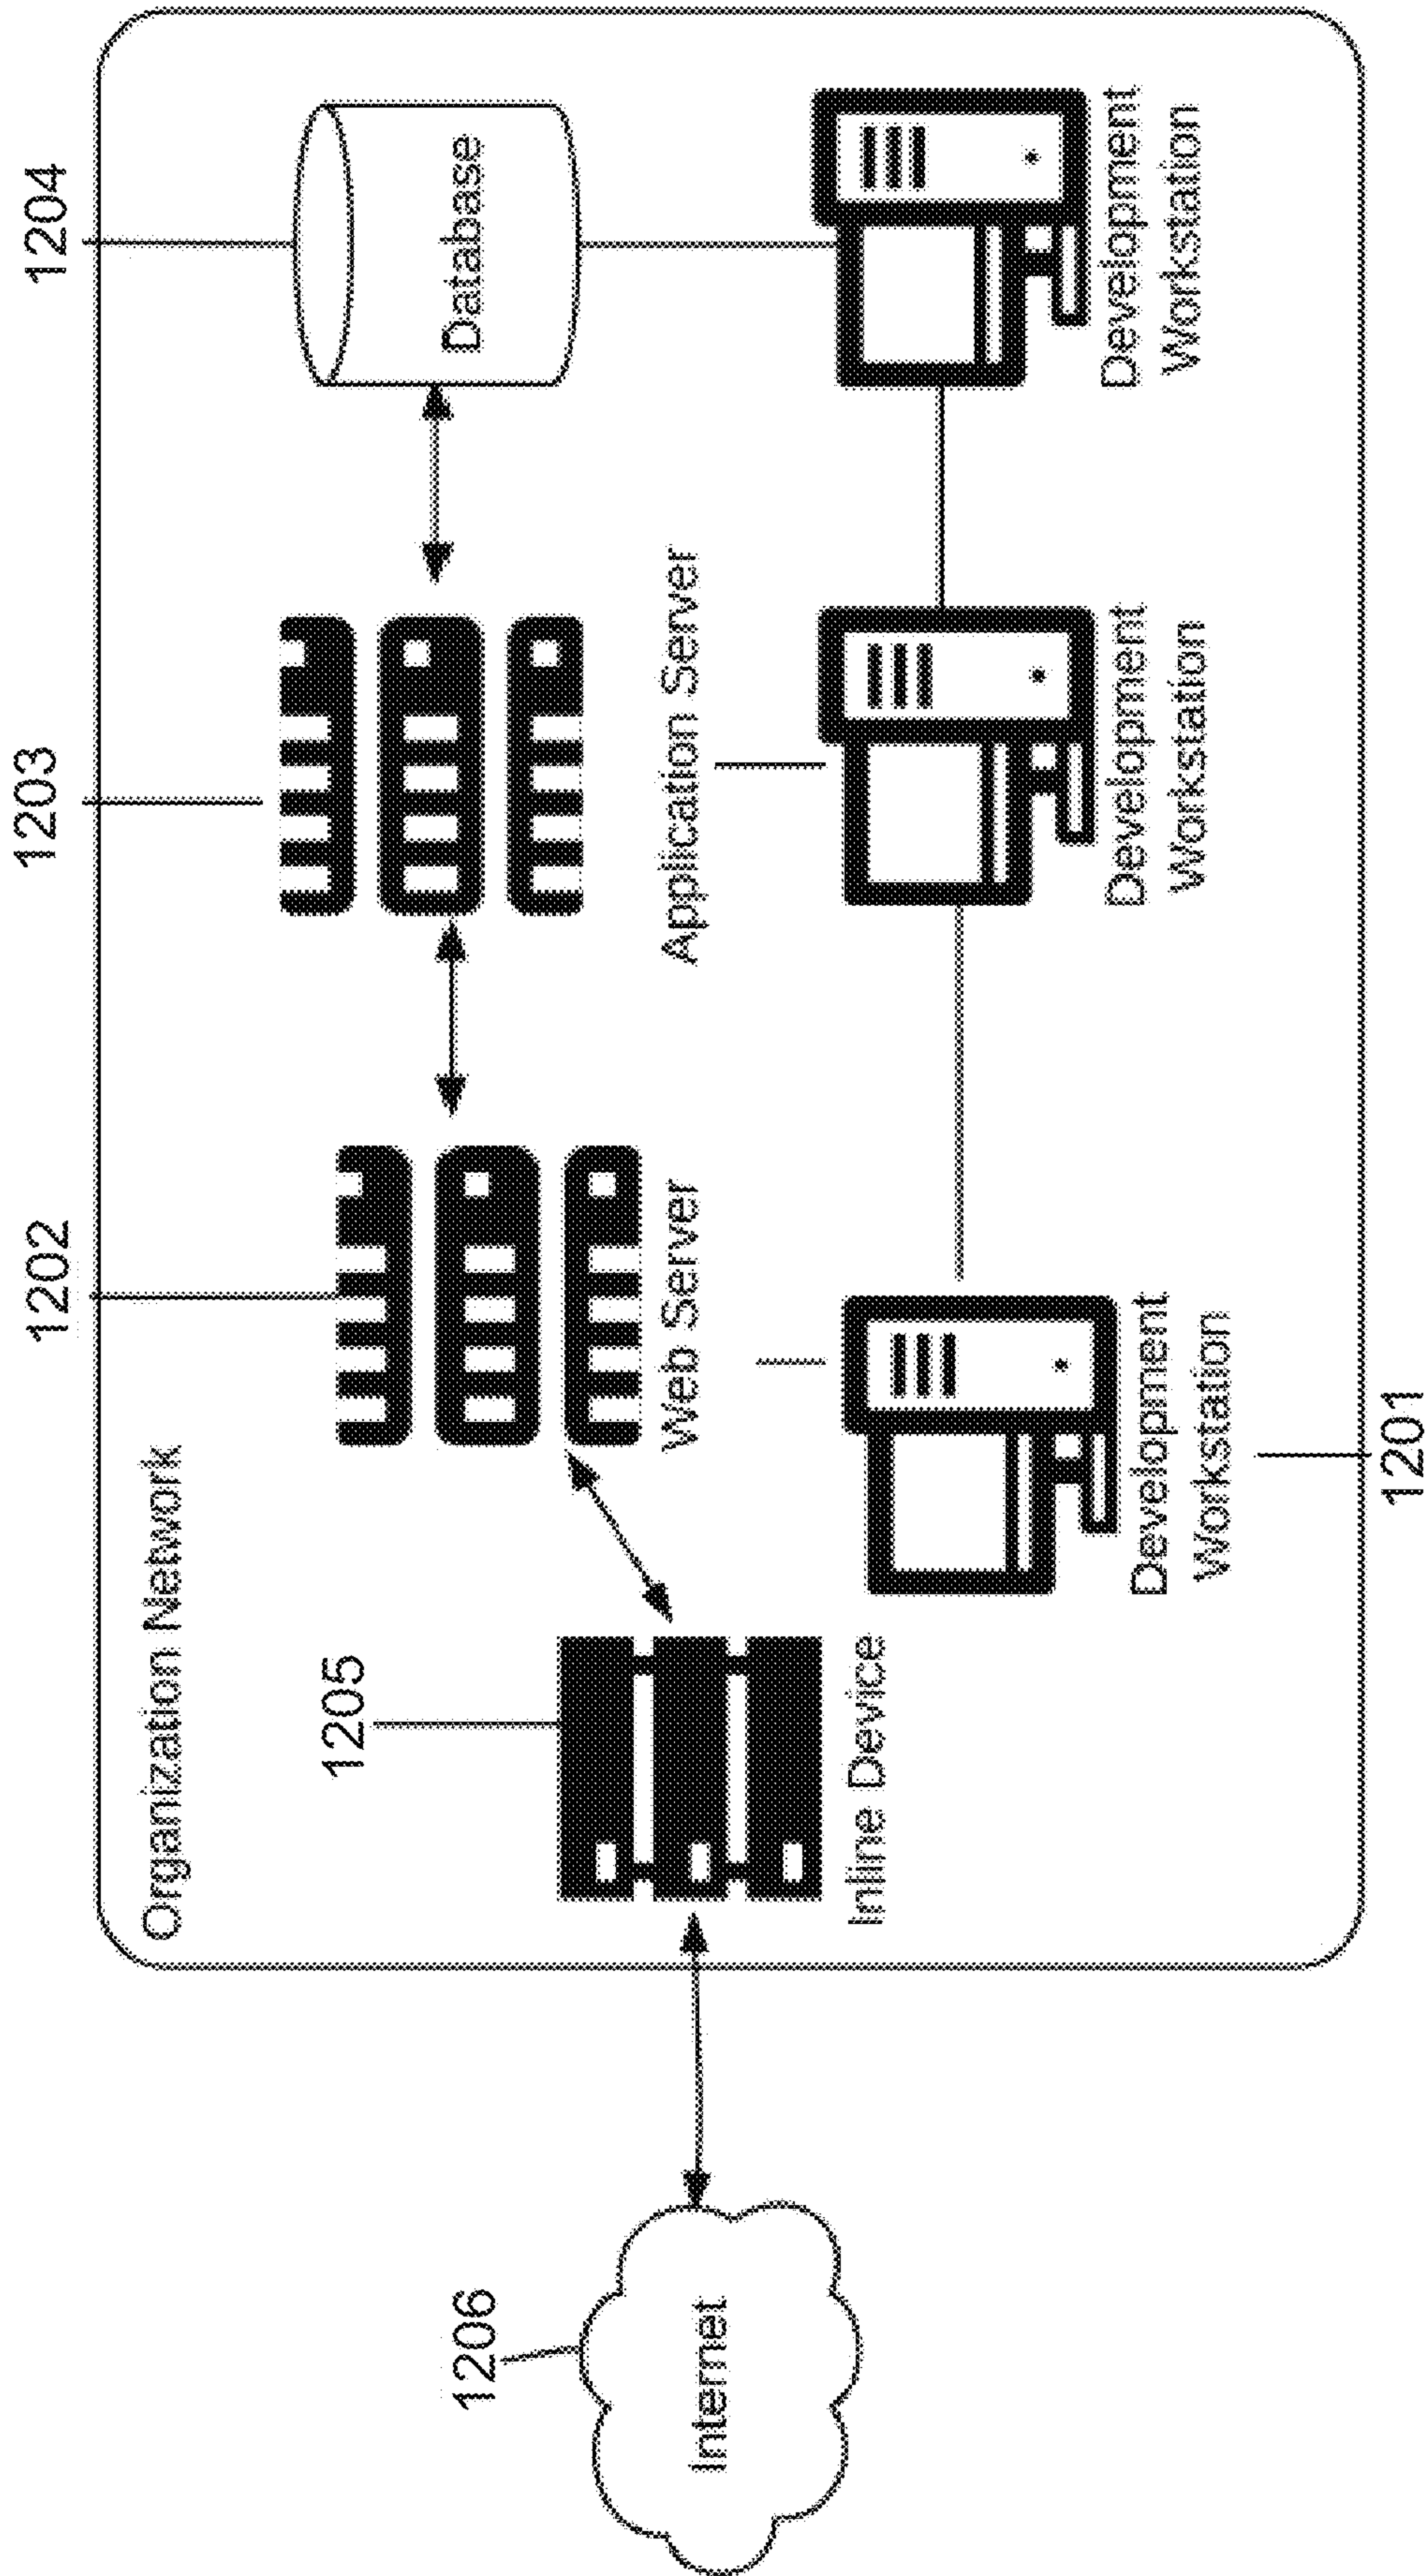 1202
1203
1204
Organization Network
1205
1206
Internet
Inline Device
Web Server
Application Server
Database
Development
Workstation
Development
Workstation
Development
Workstation
1201